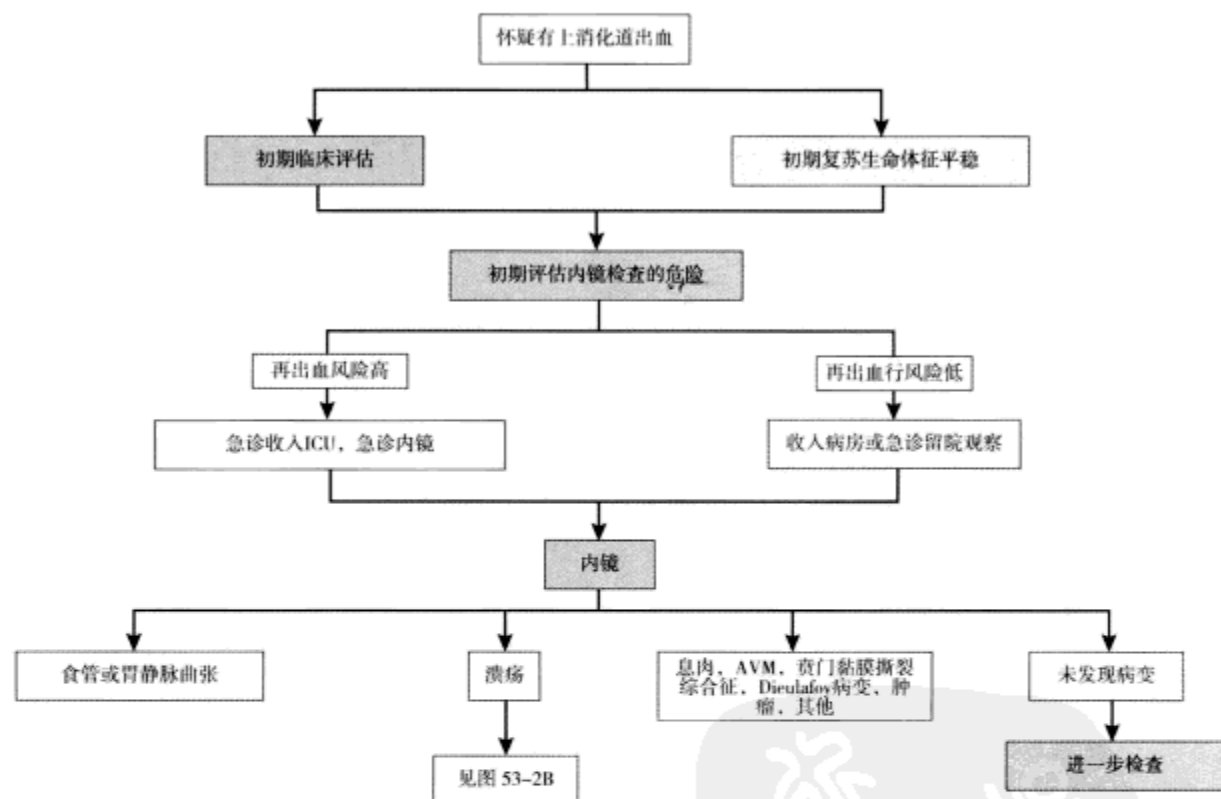 怀疑有上消化道出血
初期临床评估
初期复苏生命体征平稳
初期评估内镜检查的危险
再出血风险高
再出血行风险低
急诊收入ICU，急诊内镜
收人病房或急诊留院观察
内镜
食管或胃静脉曲张
溃疡
息肉，AVM，贲门黏膜撕裂
综合征，Dieulafoy病变，肿
瘤，其他
未发现病变
见图 53-2B
进一步检查